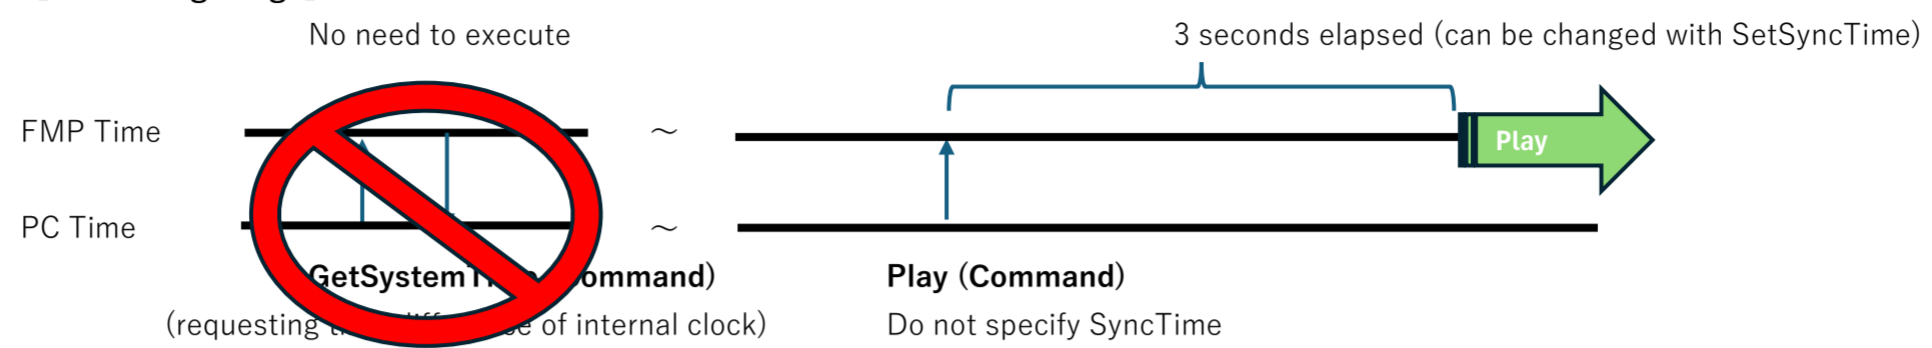 No need to execute
3 seconds elapsed (can be changed with SetSyncTime)
FMP Time
～
Play
PC Time
～
GetSystemTi ommand)
Play (Command)
(requesting of internal clock)
Do not specify SyncTime